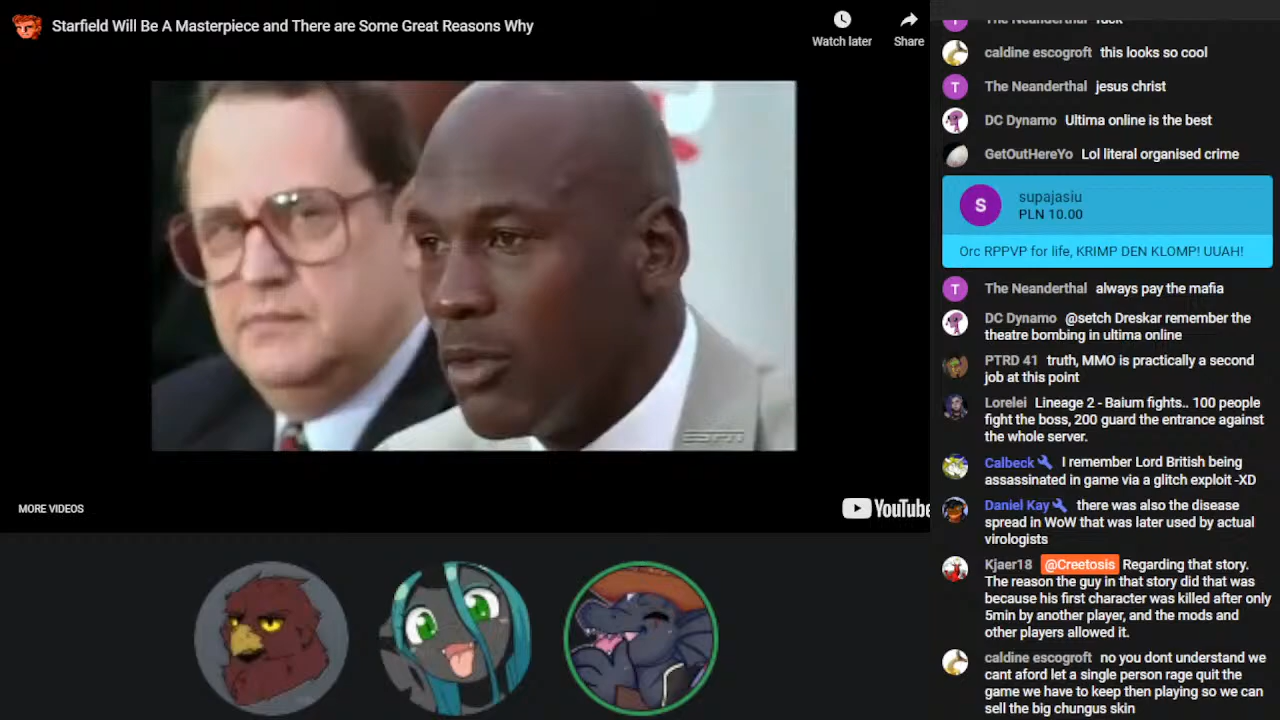 Starfield Will Be A Masterpiece and There are Some Great Reasons Why
Watch later
Share
ESPN
MORE VIDEOS
YouTube
The Neanderthal fuck
caldine escogroft this looks so cool
The Neanderthal jesus christ
DC Dynamo Ultima online is the best
GetOutHereYo Lol literal organised crime
S
supajasiu
PLN 10.00
Orc RPPVP for life, KRIMP DEN KLOMP! UUAH!
T
The Neanderthal always pay the mafia
DC Dynamo @setch Dreskar remember the
theatre bombing in ultima online
PTRD 41 truth, MMO is practically a second
job at this point
Lorelei Lineage 2 - Baium fights.. 100 people
fight the boss, 200 guard the entrance against
the whole server.
Calbeck I remember Lord British being
assassinated in game via a glitch exploit -XD
Daniel Kay there was also the disease
spread in WoW that was later used by actual
virologists
Kjaer18 @Creetosis Regarding that story.
The reason the guy in that story did that was
because his first character was killed after only
5min by another player, and the mods and
other players allowed it.
caldine escogroft no you dont understand we
cant aford let a single person rage quit the
game we have to keep then playing so we can
sell the big chungus skin